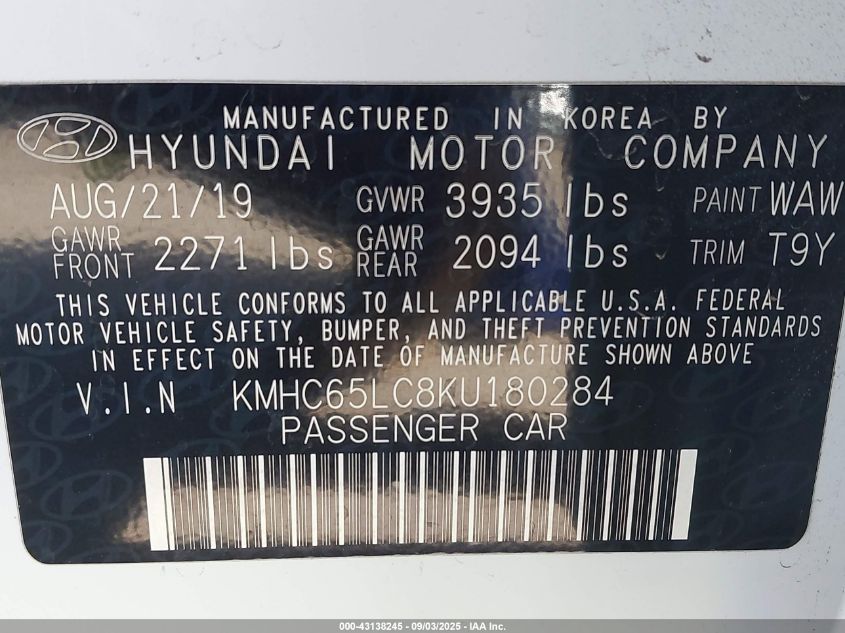 MANUFACTURED IN KOREA BY
HYUNDAI MOTOR COMPANY
AUG/21/19 GVWR 3935 lbs PAINT WAW
GAWR FRONT 2271 lbs GAWR REAR 2094 lbs TRIM T9Y
THIS VEHICLE CONFORMS TO ALL APPLICABLE U.S.A. FEDERAL
MOTOR VEHICLE SAFETY, BUMPER, AND THEFT PREVENTION STANDARDS
IN EFFECT ON THE DATE OF MANUFACTURE SHOWN ABOVE
V.I.N KMHC65LC8KU180284
PASSENGER CAR
000-43138245 - 09/03/2025 - IAA Inc.